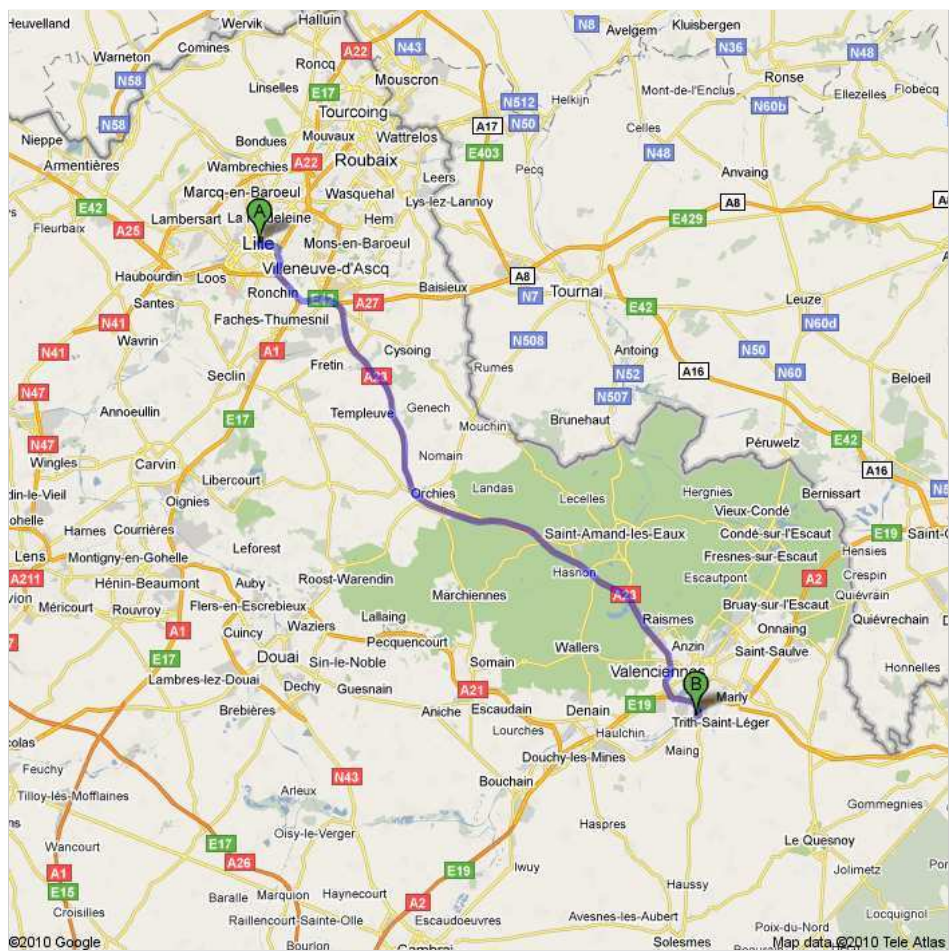 Heuvelland
Wervik
Halluin
A22
N43
N8
Avelgem
Kluisbergen
N36
N48
Warneton
Comines
Roncq
Mouscron
Ronse
N58
Linselles
E17
Mont-de-l'Enclus
Ellezelles
Flobecq
Tourcoing
N512
Helkijn
N60b
N58
N50
Nieppe
Bondues
Mouvaux
Wattrelos
A17
Celles
Armentières
Wambrechies
A22
Roubaix
E403
N48
Pecq
Anvaing
Leers
Marcq-en-Baroeul
Wasquehal
E42
Lambersart
La Madeleine
A
Lys-lez-Lannoy
A8
Fleurbaix
A25
Hem
E429
Lille
Mons-en-Baroeul
Haubourdin
Loos
Villeneuve-d'Ascq
A8
Ronchin
Baisieux
N7
Tournai
Leuze
Santes
E42
A27
E42
N41
Faches-Thumesnil
N60d
Wavrin
A1
N508
N50
N41
Cysoing
Antoing
Fretin
Rumes
A16
N60
Seclin
A23
N52
Beloeil
N47
N507
Annoeullin
Templeuve
Genech
E17
Mouchin
Brunehaut
N47
Péruwelz
E42
Wingles
Carvin
Nomain
A16
Libercourt
Landas
Bernissart
Oignies
Orchies
Lecelles
Hergnies
Vieux-Condé
Harnes
Courrières
Saint-Amand-les-Eaux
Condé-sur-l'Escaut
E19
Lens
Leforest
Fresnes-sur-Escaut
Hensies
Montigny-en-Gohelle
Hasnon
Escautpont
Crespin
A211
Hénin-Beaumont
Auby
Roost-Warendin
A2
Marchiennes
A23
Quiévrain
Méricourt
Rouvroy
Flers-en-Escrebieux
Lallaing
Raismes
Bruay-sur-l'Escaut
Quiévrechain
A1
Cuincy
Waziers
Pecquencourt
Onnaing
Wallers
Anzin
Saint-Saulve
E17
Douai
Sin-le-Noble
Somain
Valenciennes
Honnelles
Lambres-lez-Douai
Dechy
Guesnain
A21
B
Marly
Brebières
Aniche
Escaudain
Denain
E19
Trith-Saint-Léger
Lourches
Haulchin
Maing
Douchy-les-Mines
Feuchy
N43
Bouchain
Tilloy-lès-Mofflaines
Arleux
Gommegnies
Oisy-le-Verger
Haspres
Wancourt
E17
Le Quesnoy
A26
Iwuy
A1
E19
Jolimetz
E15
Baralle
Marquion
Haynecourt
Haussy
Croisilles
A2
Raillencourt-Sainte-Olle
Escaudoeuvres
Avesnes-les-Aubert
Locquignol
Poix-du-Nord
Bourlon
Solesmes
©2010 Google
Map data ©2010 Tele Atlas